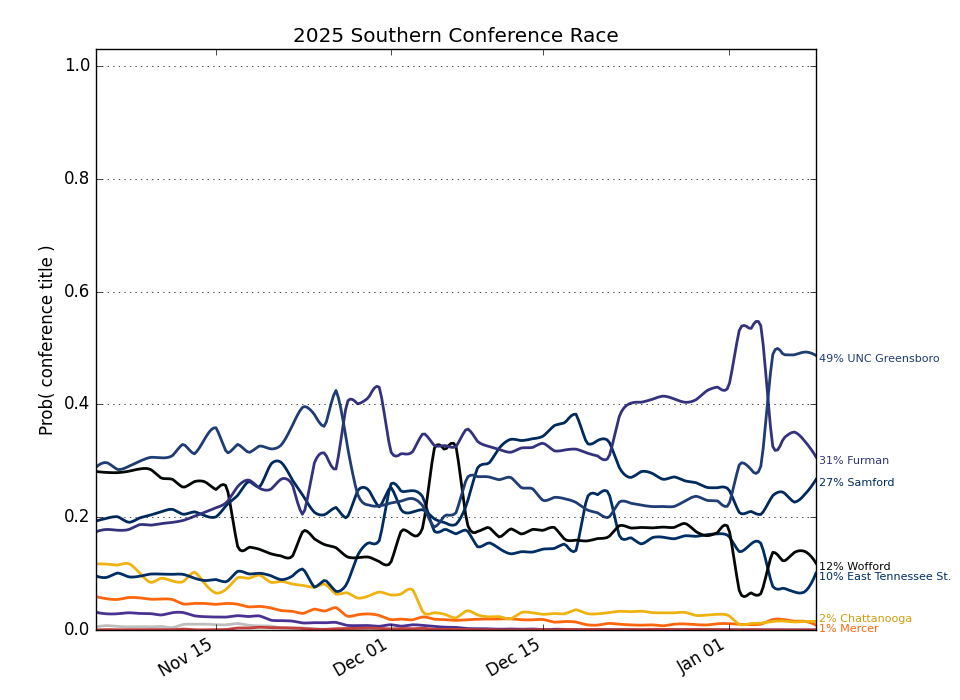 2025 Southern Conference Race
1.0
0.8
0.6
0.4
0.2
0.0
Prob( conference title )
Nov 15
Dec 01
Dec 15
Jan 01
49% UNC Greensboro
31% Furman
27% Samford
12% Wofford
10% East Tennessee St.
2% Chattanooga
1% Mercer